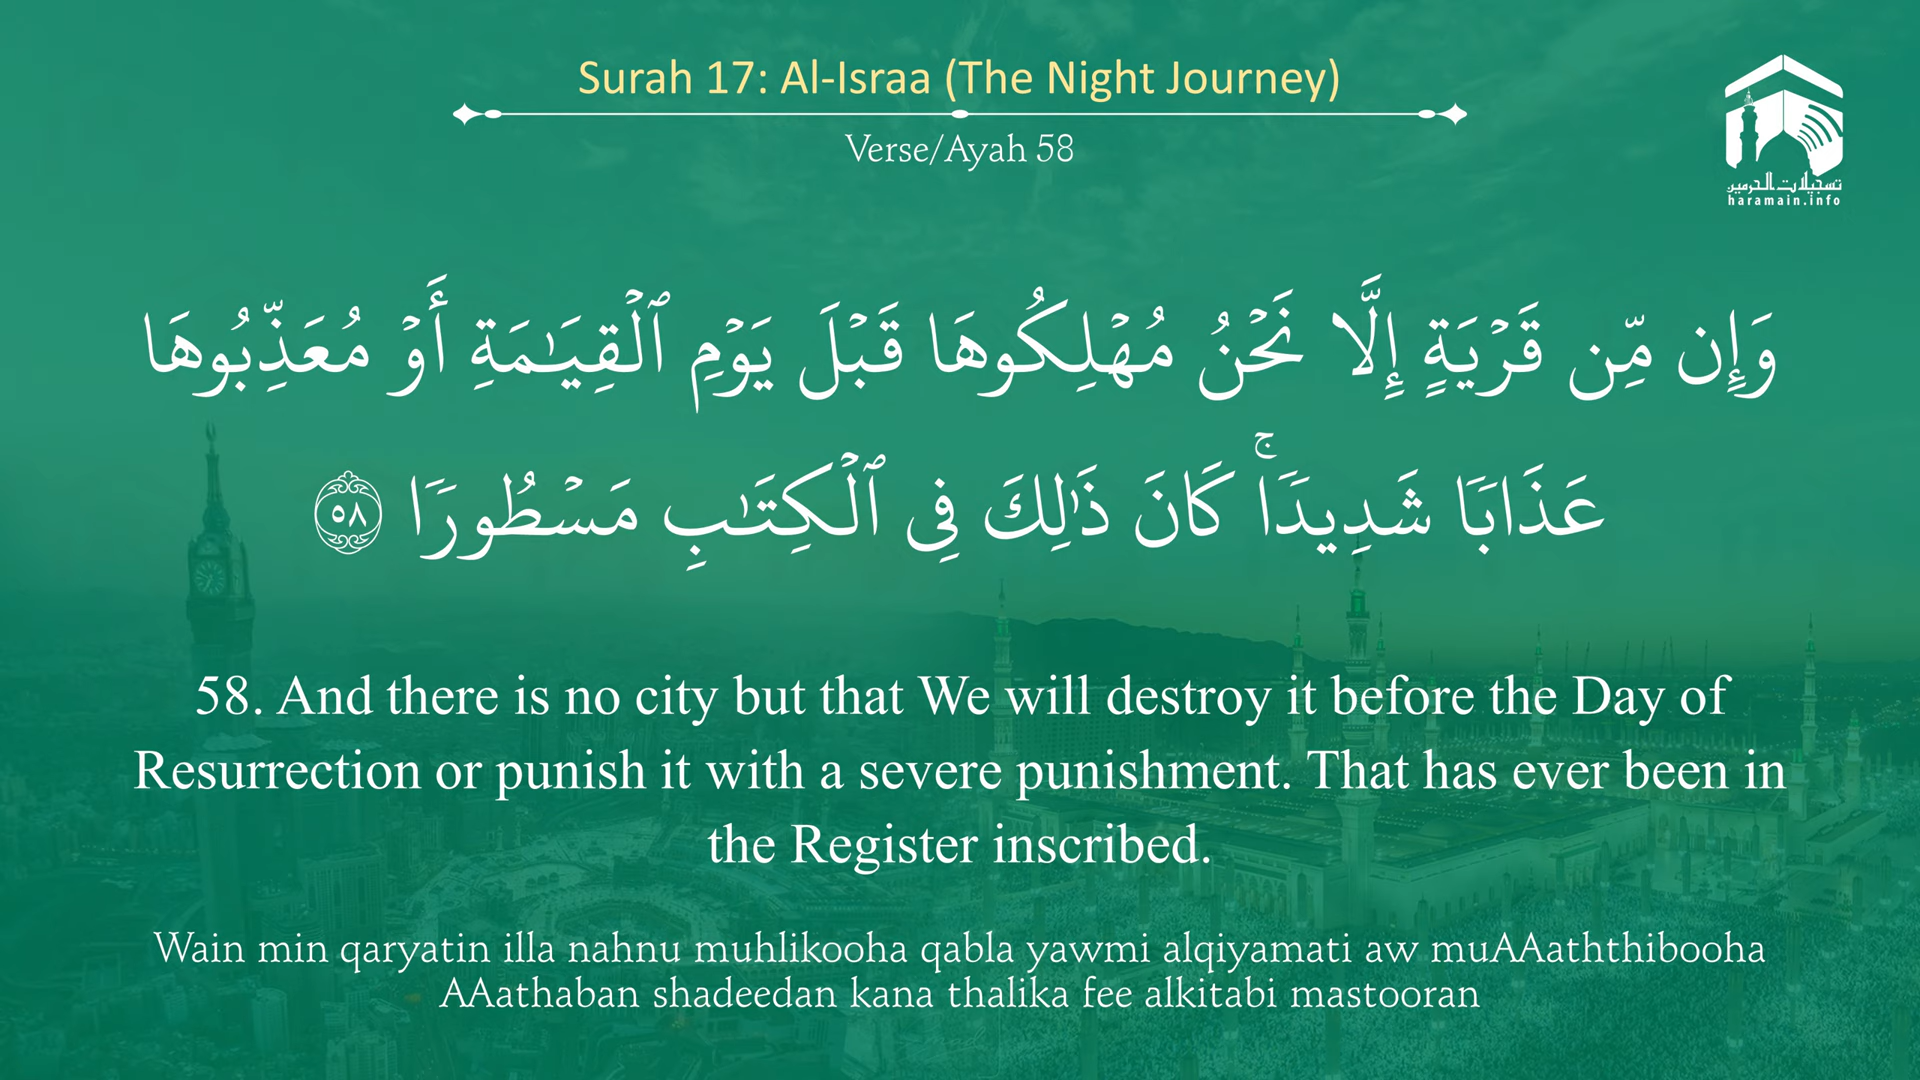 Surah 17: Al-Israa (The Night Journey)
Verse/Ayah 58
تسجيلات الحرمين
haramain.info
وَإِن مِّن قَرْيَةٍ إِلَّا نَحْنُ مُهْلِكُوهَا قَبْلَ يَوْمِ ٱلْقِيَـٰمَةِ أَوْ مُعَذِّبُوهَا
عَذَابًا شَدِيدًا ۚ كَانَ ذَٰلِكَ فِى ٱلْكِتَـٰبِ مَسْطُورًا ٥٨
58. And there is no city but that We will destroy it before the Day of
Resurrection or punish it with a severe punishment. That has ever been in
the Register inscribed.
Wain min qaryatin illa nahnu muhlikooha qabla yawmi alqiyamati aw muAAaththibooha
AAathaban shadeedan kana thalika fee alkitabi mastooran